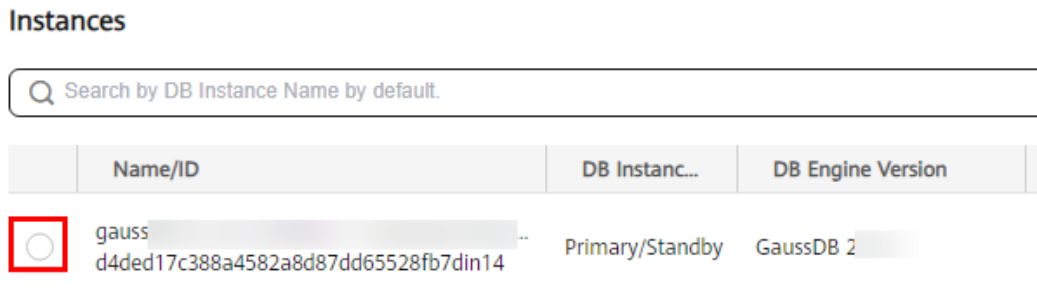 Instances
Search by DB Instance Name by default.
Name/ID DB Instanc... DB Engine Version
gauss ...
d4ded17c388a4582a8d87dd65528fb7din14
Primary/Standby GaussDB 2